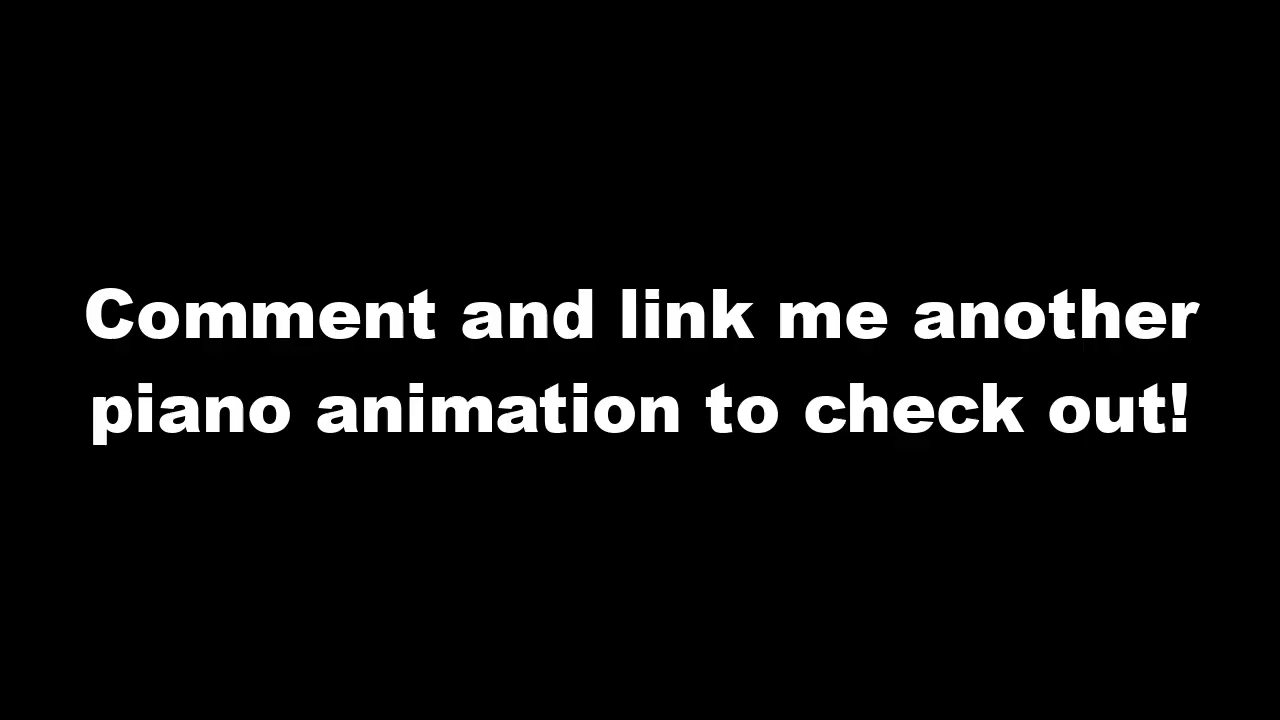 Comment and link me another
piano animation to check out!